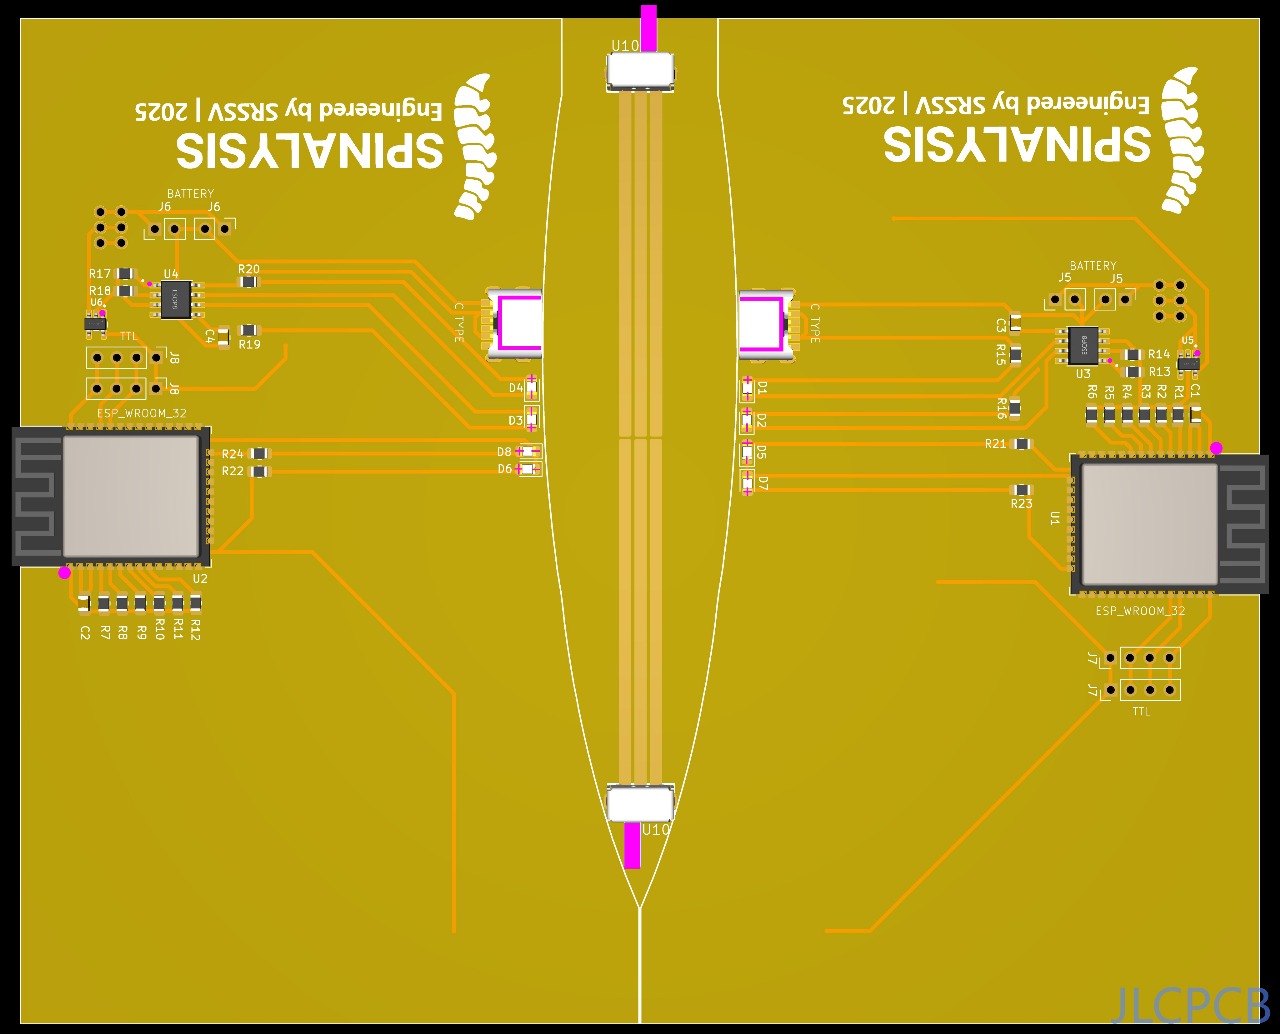 U10
Engineered by SRSSV | 2025
SPINALYSIS
Engineered by SRSSV | 2025
SPINALYSIS
BATTERY
J6
J6
R17
R18
U4
U6
R20
C4
R19
TTL
J8
J8
ESP_WROOM_32
C TYPE
C TYPE
D4
D3
D8
D6
D1
D2
D5
D7
R24
R22
U2
C2
R7
R8
R9
R10
R11
R12
BATTERY
J5
J5
C3
R15
R16
U3
U5
R14
R13
R6
R5
R4
R3
R2
R1
C1
R21
R23
U1
ESP_WROOM_32
J7
J7
TTL
U10
JLCPCB